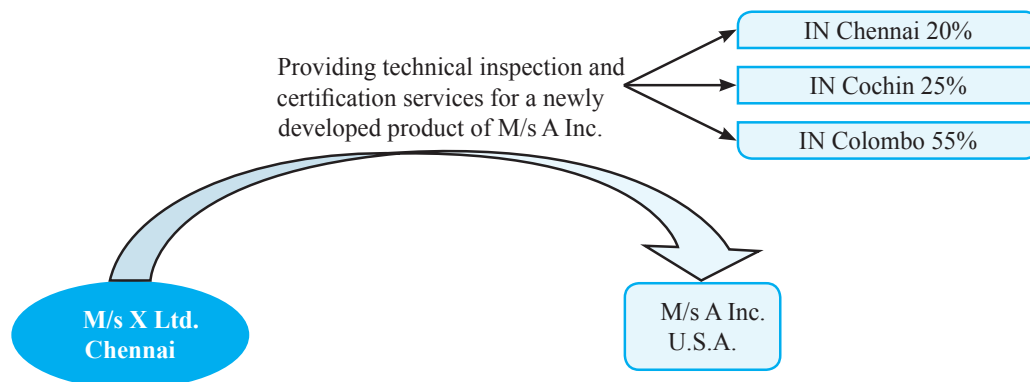 IN Chennai 20%
Providing technical inspection and
certification services for a newly
developed product of M/s A Inc.
IN Cochin 25%
IN Colombo 55%
M/s X Ltd.
Chennai
M/s A Inc.
U.S.A.